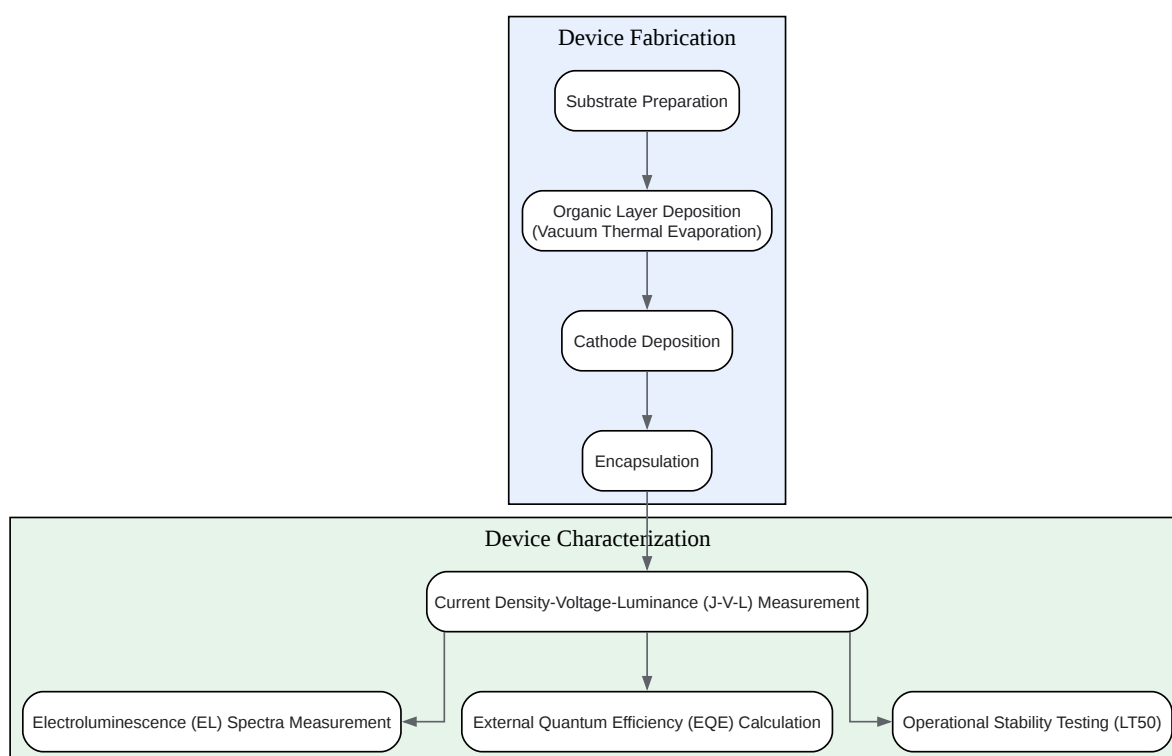 Device Fabrication
Substrate Preparation
Organic Layer Deposition
(Vacuum Thermal Evaporation)
Cathode Deposition
Encapsulation
Device Characterization
Current Density-Voltage-Luminance (J-V-L) Measurement
Electroluminescence (EL) Spectra Measurement
External Quantum Efficiency (EQE) Calculation
Operational Stability Testing (LT50)